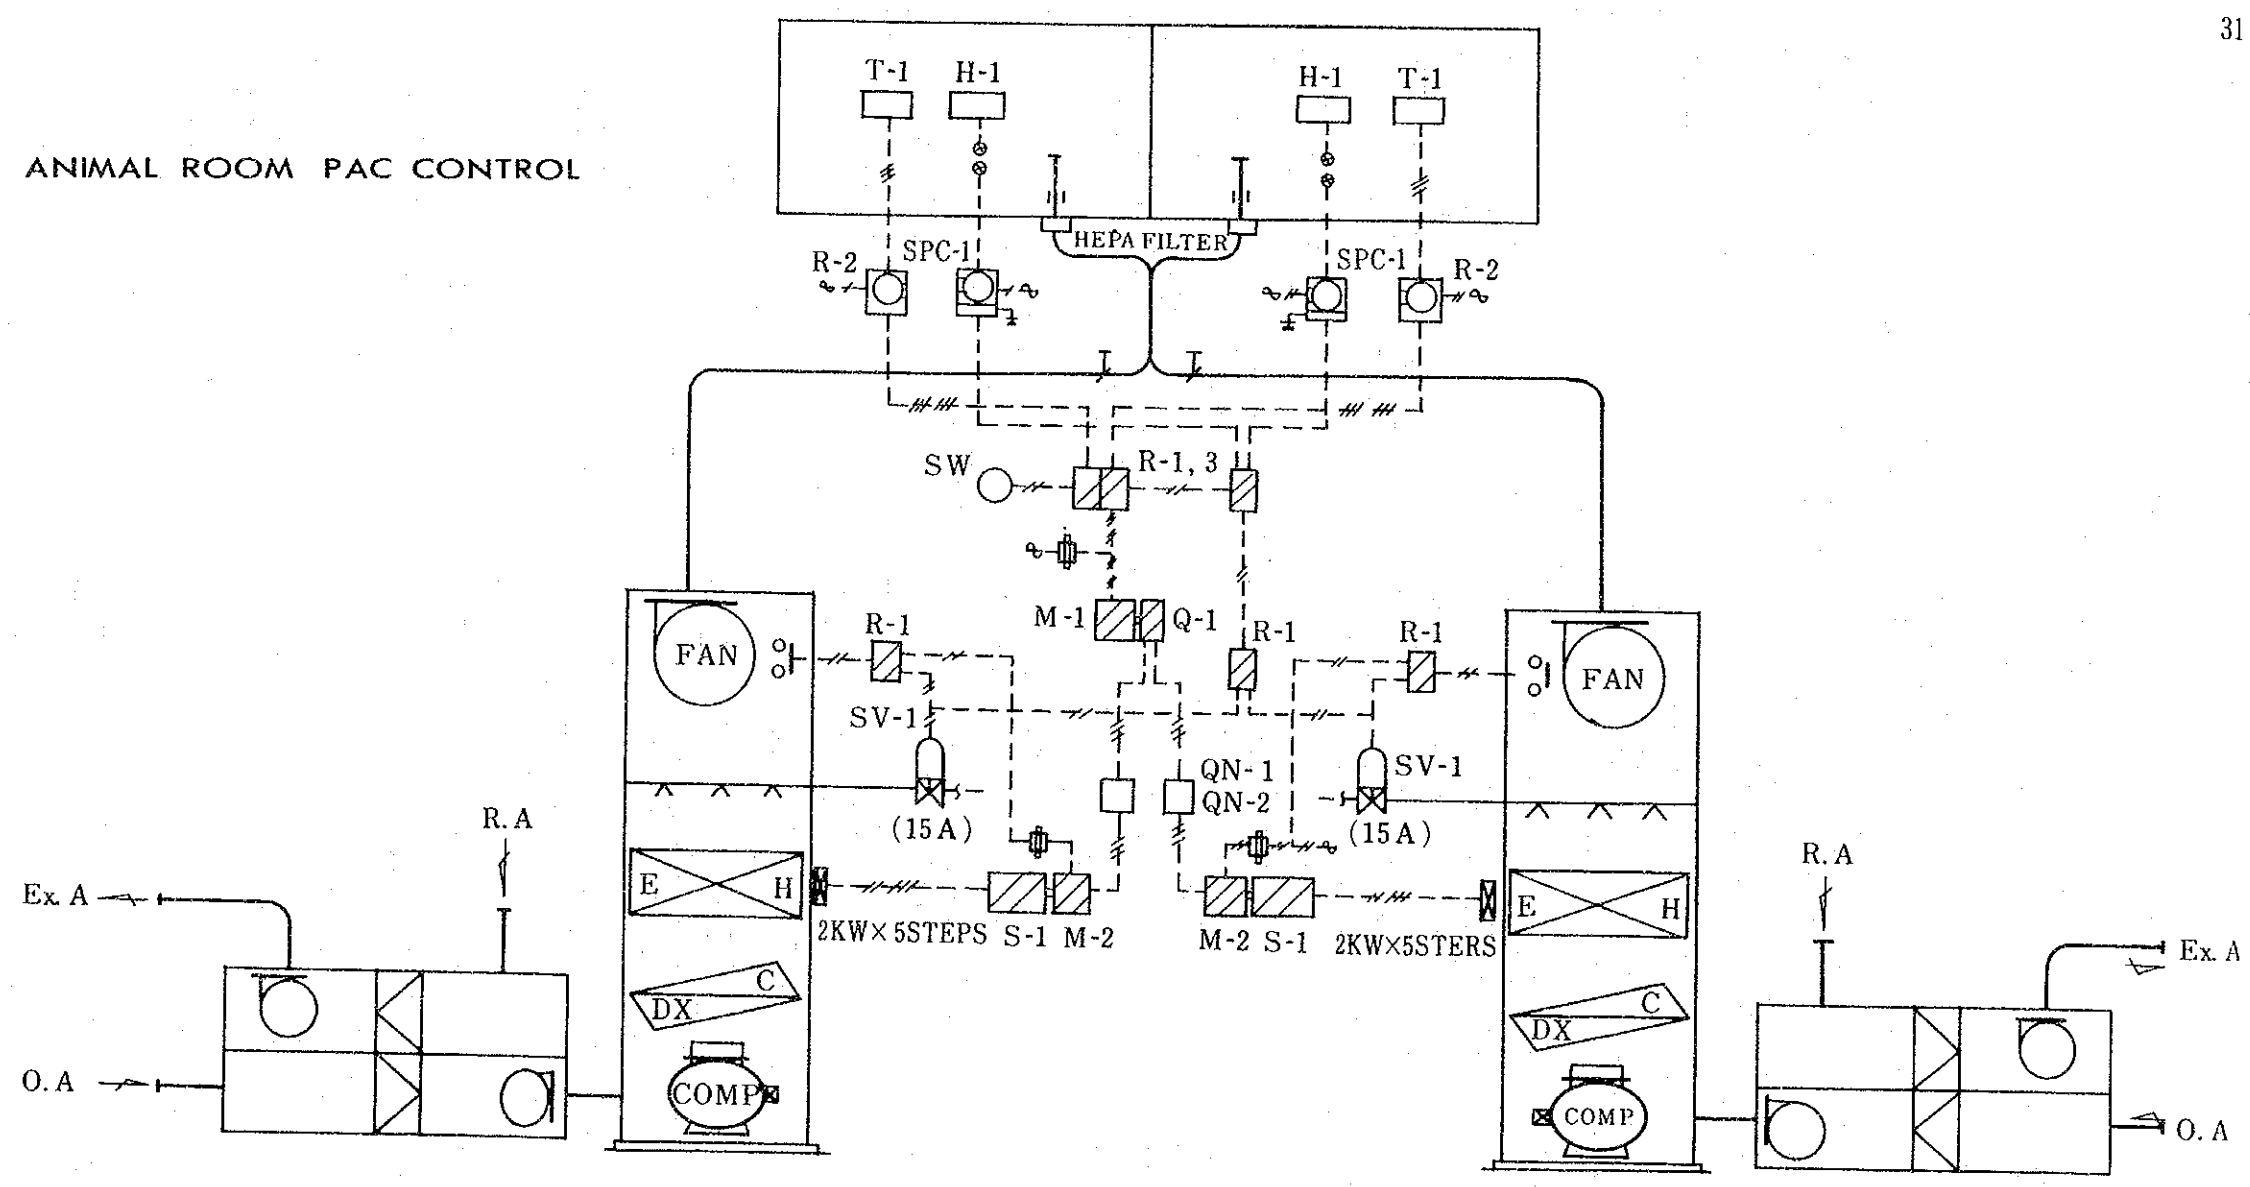 31
T-1 H-1 H-1 T-1
ANIMAL ROOM PAC CONTROL
HEPA FILTER
R-2 SPC-1 SPC-1 R-2
SW R-1, 3
M-1 Q-1 R-1
R-1 R-1
FAN FAN
SV-1
QN-1 SV-1
QN-2
(15A) (15A)
R.A R.A
E H E H
Ex.A
2KW×5STEPS S-1 M-2 M-2 S-1 2KW×5STERS
Ex.A
C C
DX DX
O.A COMP COMP O.A